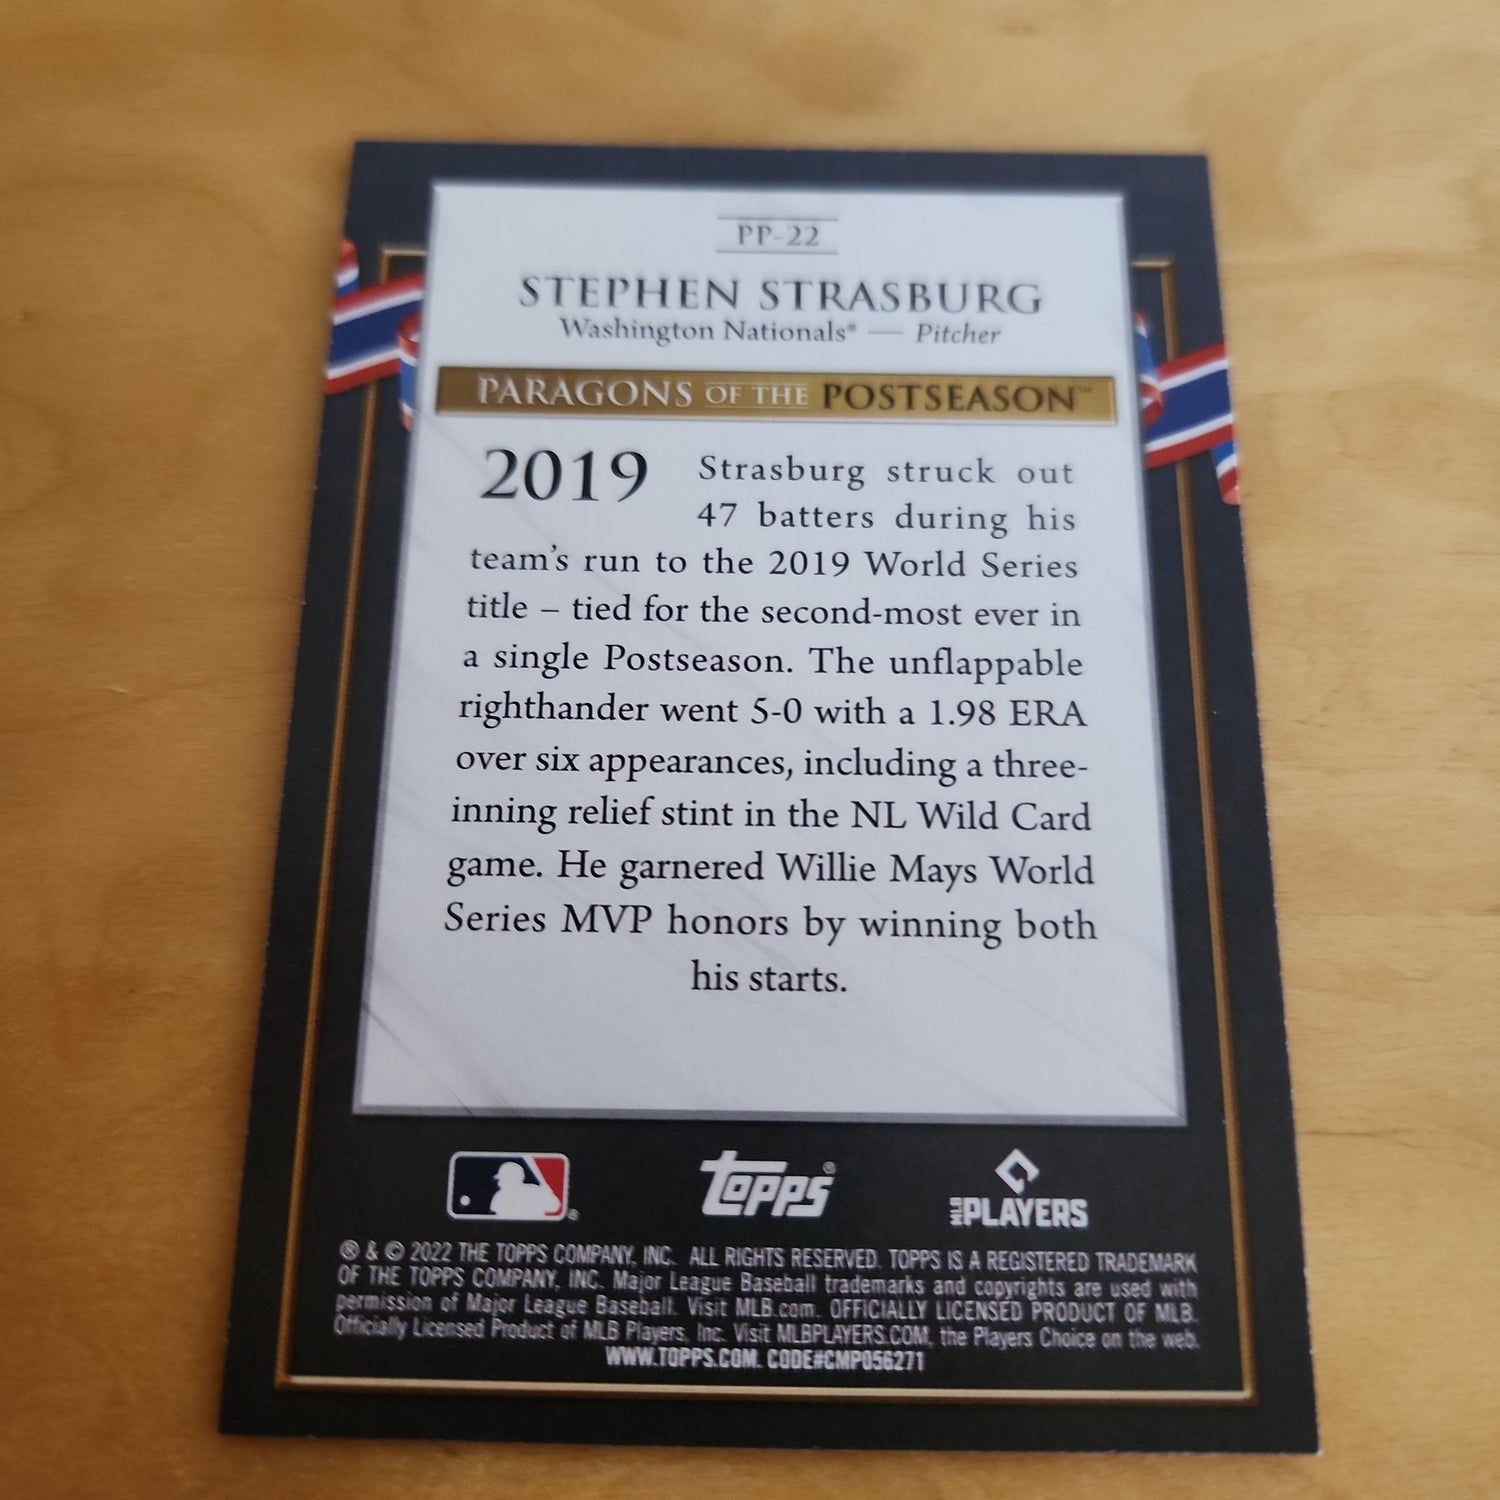 PP-22
STEPHEN STRASBURG
Washington Nationals® — Pitcher
PARAGONS OF THE POSTSEASON™
2019 Strasburg struck out
47 batters during his
team's run to the 2019 World Series
title – tied for the second-most ever in
a single Postseason. The unflappable
righthander went 5-0 with a 1.98 ERA
over six appearances, including a three-
inning relief stint in the NL Wild Card
game. He garnered Willie Mays World
Series MVP honors by winning both
his starts.
topps®
MLB PLAYERS
® & © 2022 THE TOPPS COMPANY, INC. ALL RIGHTS RESERVED. TOPPS IS A REGISTERED TRADEMARK
OF THE TOPPS COMPANY, INC. Major League Baseball trademarks and copyrights are used with
permission of Major League Baseball. Visit MLB.com. OFFICIALLY LICENSED PRODUCT OF MLB.
Officially Licensed Product of MLB Players, Inc. Visit MLBPLAYERS.COM, the Players Choice on the web.
WWW.TOPPS.COM. CODE#CMP056271